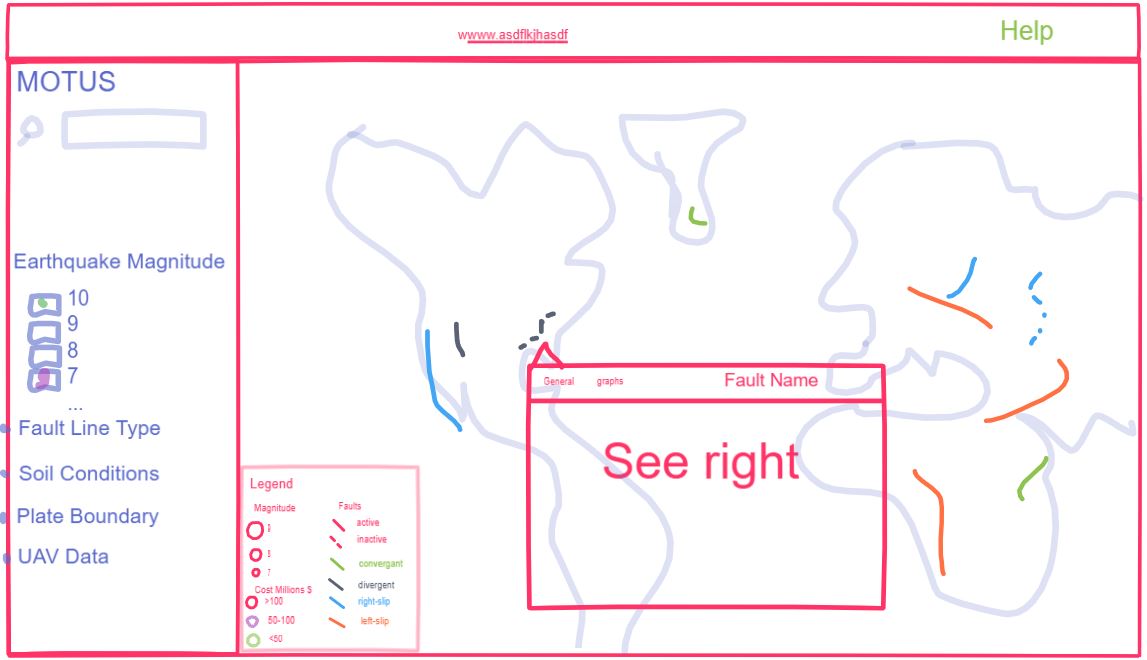 wwww.asdflkjhasdf
Help
MOTUS
Earthquake Magnitude
10
9
8
7
...
Fault Line Type
Soil Conditions
Plate Boundary
UAV Data
General
graphs
Fault Name
See right
Legend
Magnitude
7
Cost Millions $
>100
50-100
<50
Faults
active
inactive
convergant
divergent
right-slip
left-slip